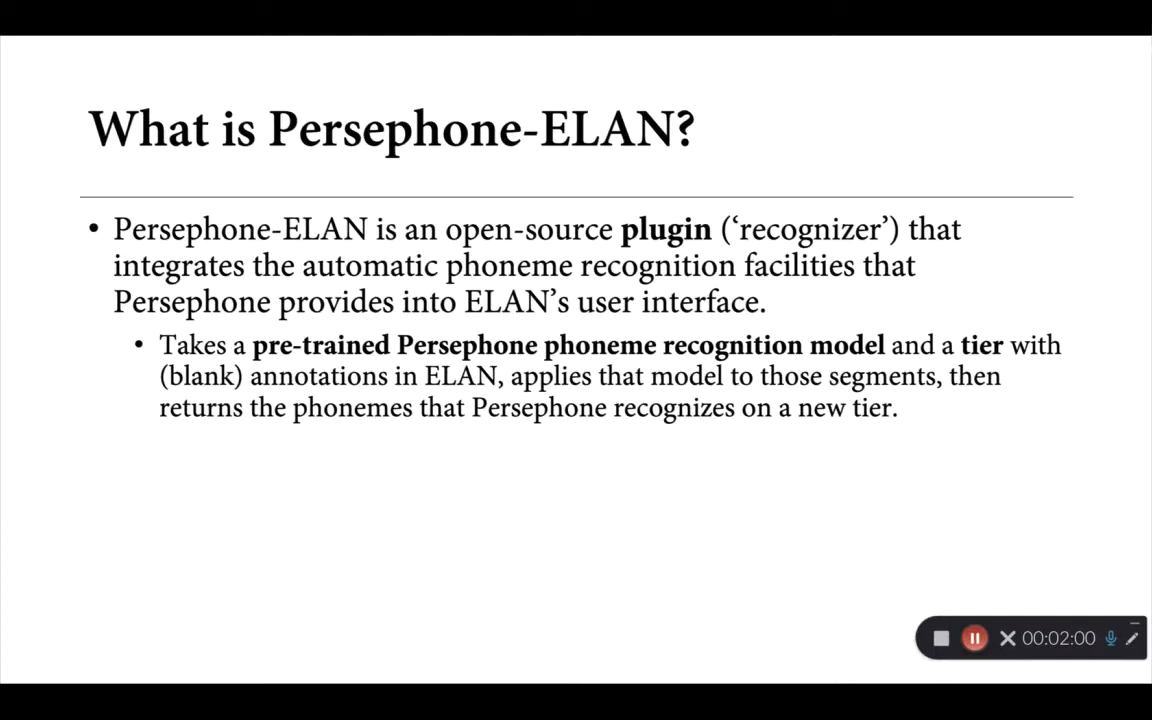 What is Persephone-ELAN?
• Persephone-ELAN is an open-source plugin (‘recognizer’) that
integrates the automatic phoneme recognition facilities that
Persephone provides into ELAN’s user interface.
• Takes a pre-trained Persephone phoneme recognition model and a tier with
(blank) annotations in ELAN, applies that model to those segments, then
returns the phonemes that Persephone recognizes on a new tier.
00:02:00